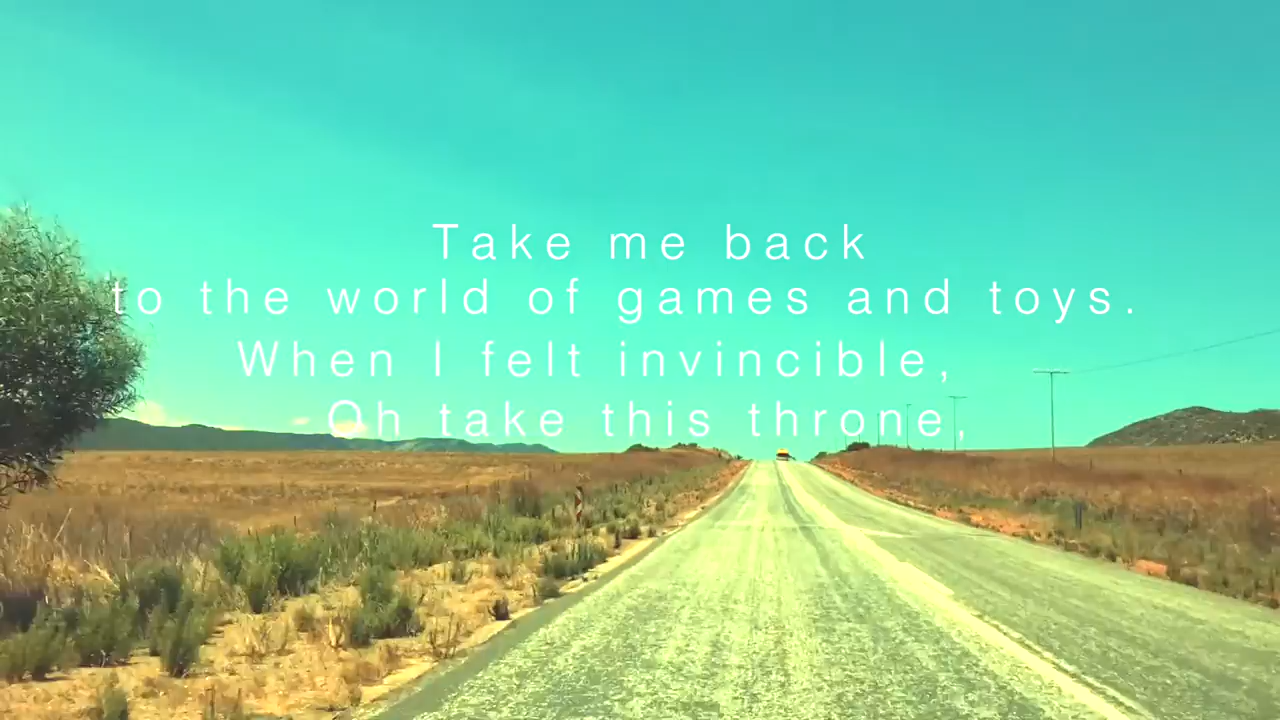 Take me back
to the world of games and toys.
When I felt invincible,
Oh take this throne,